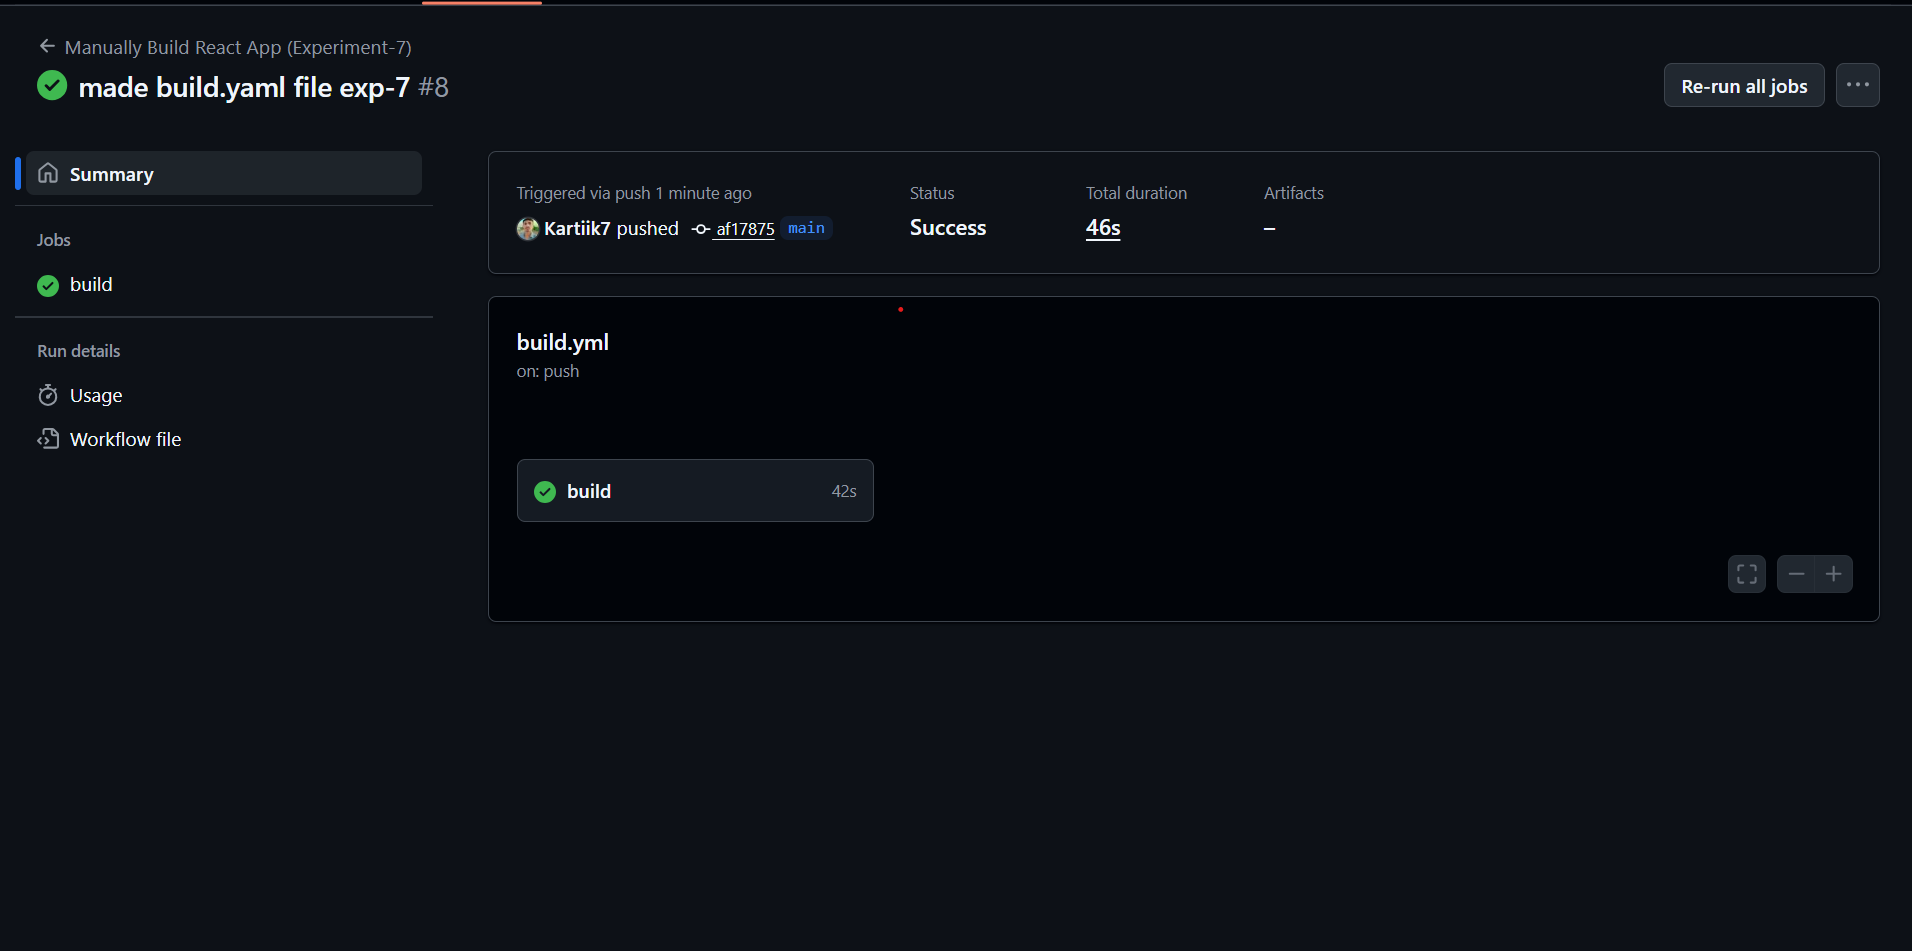 Manually Build React App (Experiment-7)
made build.yaml file exp-7 #8
Re-run all jobs
Summary
Jobs
build
Run details
Usage
Workflow file
Triggered via push 1 minute ago
Kartiik7 pushed af17875 main
Status
Success
Total duration
46s
Artifacts
–
build.yml
on: push
build 42s